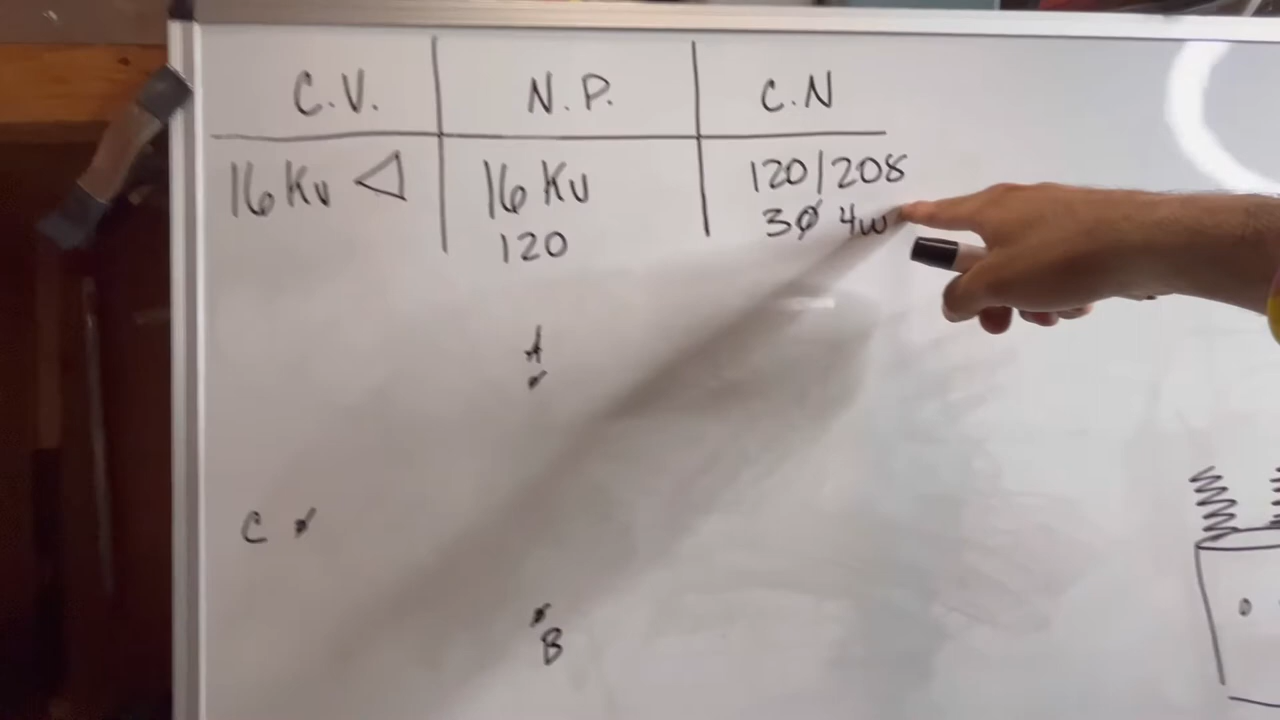 C.V. N.P. C.N
16 Kv 16 Kv 120/208
120 3Ø 4w
A
C
B